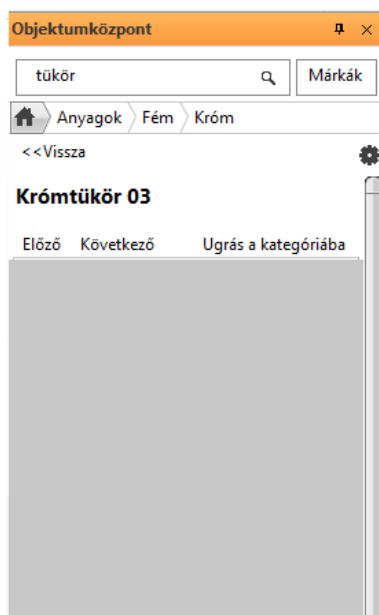 Objektumközpont
tükör Márkák
Anyagok Fém Króm
<<Vissza
Krómtükör 03
Előző Következő Ugrás a kategóriába